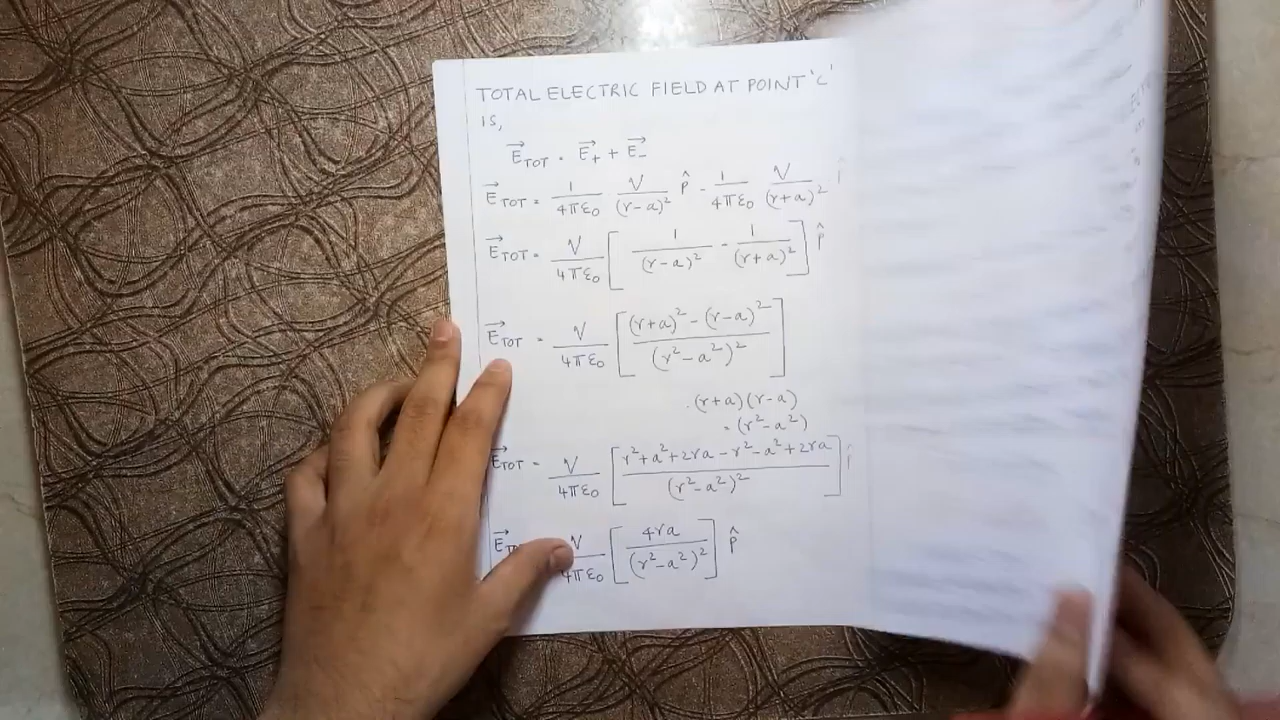 TOTAL ELECTRIC FIELD AT POINT 'C'
IS,
E⃗TOT = E⃗₊ + E⃗₋
E⃗TOT = 1/4πε₀ q/(r-a)² p̂ - 1/4πε₀ q/(r+a)²
E⃗TOT = q/4πε₀ [ 1/(r-a)² - 1/(r+a)² ] p̂
E⃗TOT = q/4πε₀ [ (r+a)² - (r-a)² / (r²-a²)² ]
(r+a)(r-a)
= (r²-a²)
E⃗TOT = q/4πε₀ [ r²+a²+2ra-r²-a²+2ra / (r²-a²)² ]
q/4πε₀ [ 4ra / (r²-a²)² ] p̂